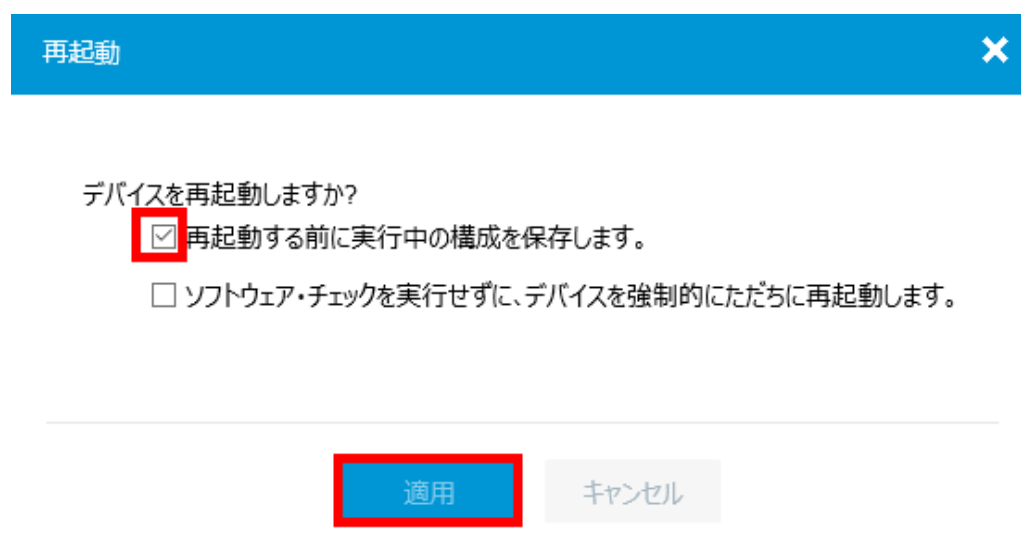 再起動
デバイスを再起動しますか?
再起動する前に実行中の構成を保存します。
ソフトウェア・チェックを実行せずに、デバイスを強制的にただちに再起動します。
適用
キャンセル